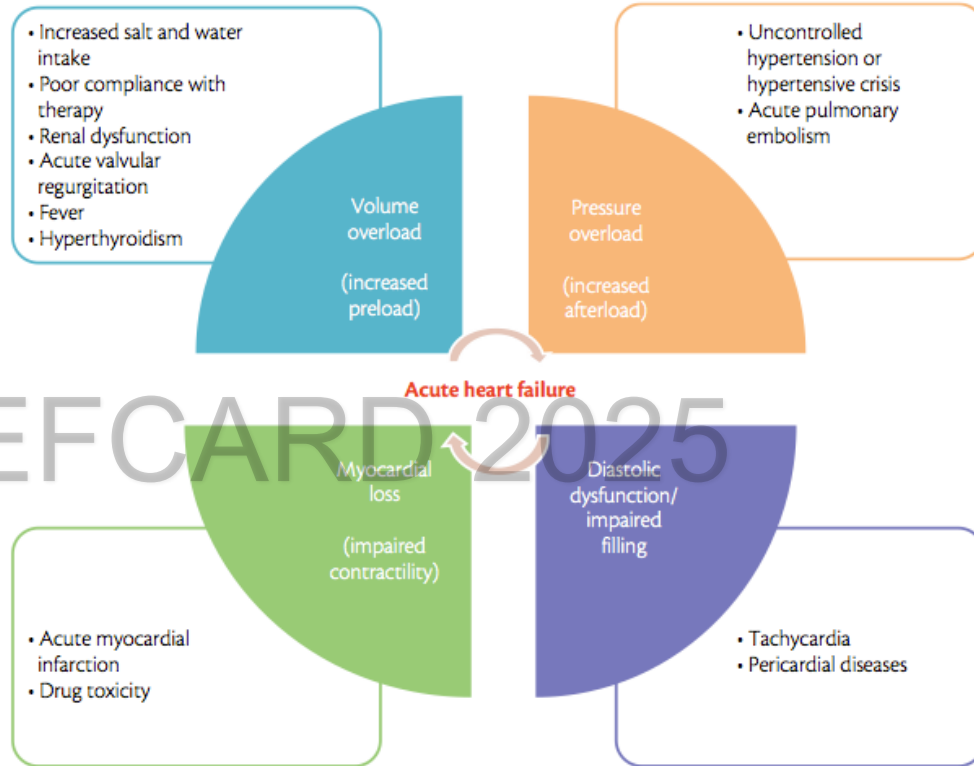 • Increased salt and water
intake
• Poor compliance with
therapy
• Renal dysfunction
• Acute valvular
regurgitation
• Fever
• Hyperthyroidism
• Uncontrolled
hypertension or
hypertensive crisis
• Acute pulmonary
embolism
Volume
overload
(increased
preload)
Pressure
overload
(increased
afterload)
Acute heart failure
EFCARD 2025
Myocardial
loss
(impaired
contractility)
Diastolic
dysfunction/
impaired
filling
• Acute myocardial
infarction
• Drug toxicity
• Tachycardia
• Pericardial diseases